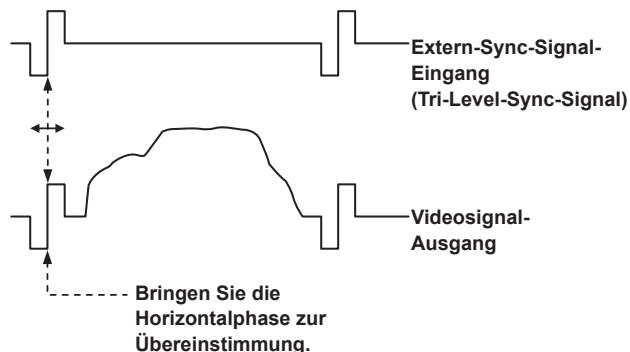 Extern-Sync-Signal-
Eingang
(Tri-Level-Sync-Signal)
Videosignal-
Ausgang
Bringen Sie die
Horizontalphase zur
Übereinstimmung.